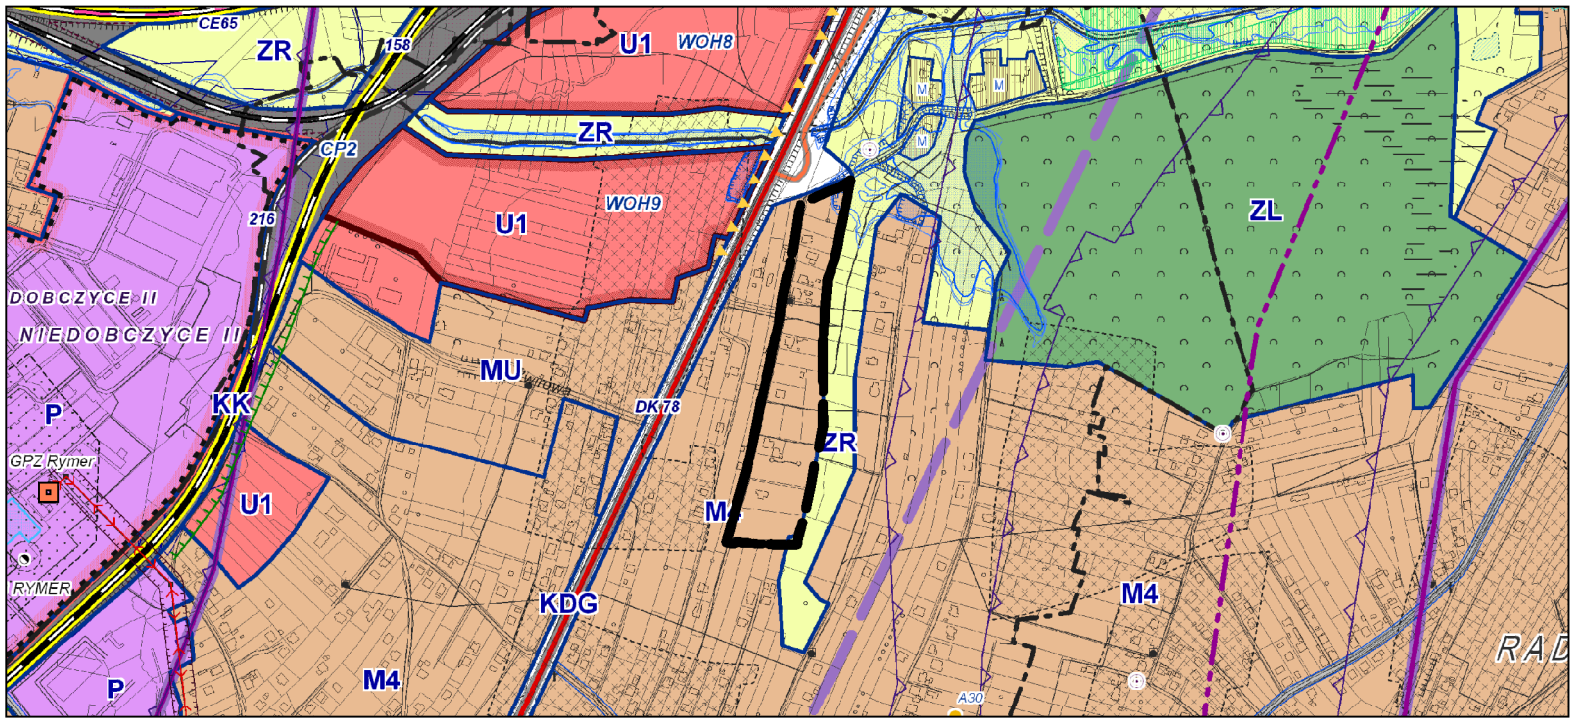 CE65
158
ZR
U1
WOH8
M
M
ZR
M
CP2
WOH9
ZL
216
U1
DOBCZYCE II
NIEDOBCZYCE II
MU
KK
DK 78
P
ZR
GPZ Rymer
U1
M4
RYMER
KDG
M4
M4
P
RAD
A30